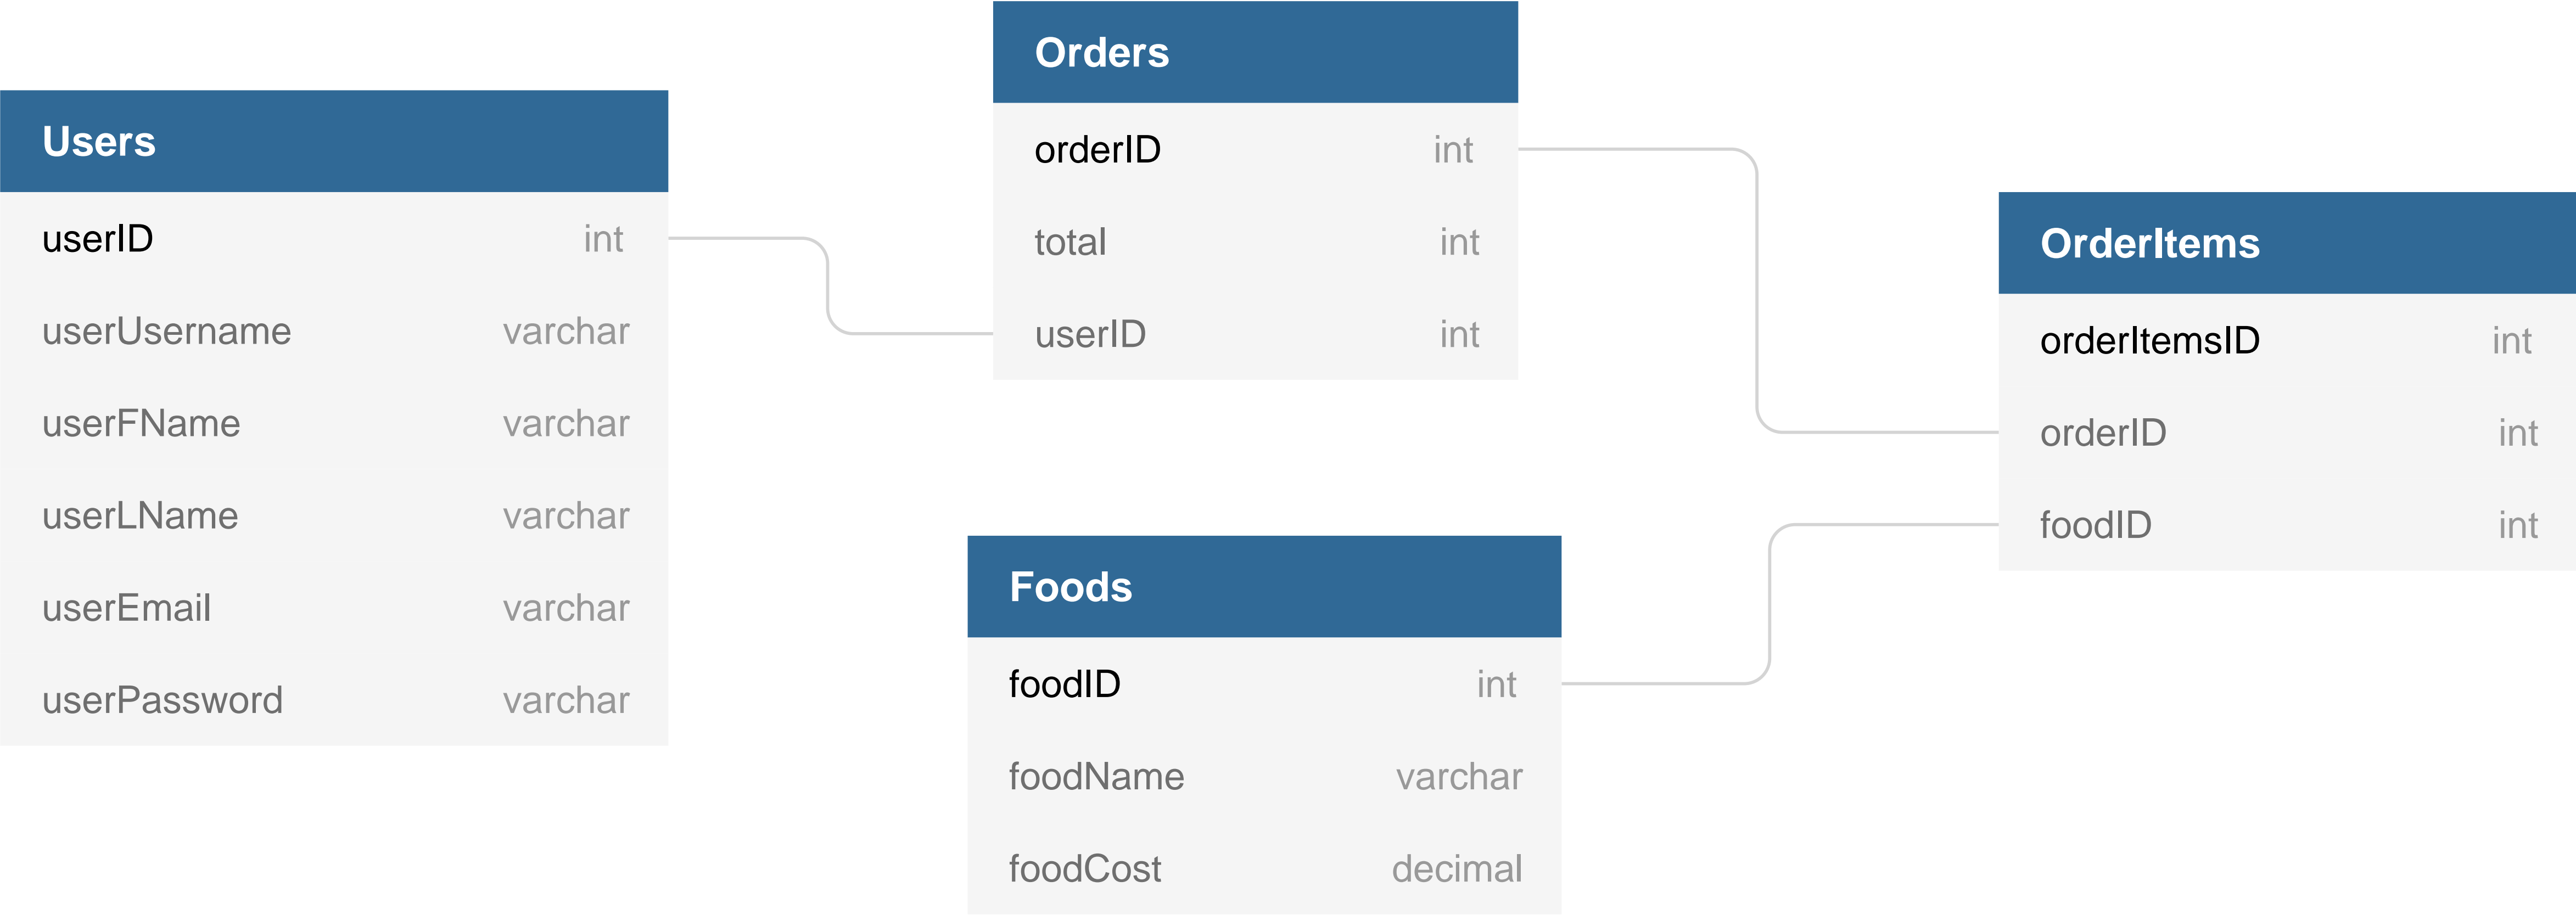 Users
userID int
userUsername varchar
userFName varchar
userLName varchar
userEmail varchar
userPassword varchar
Orders
orderID int
total int
userID int
Foods
foodID int
foodName varchar
foodCost decimal
OrderItems
orderItemsID int
orderID int
foodID int